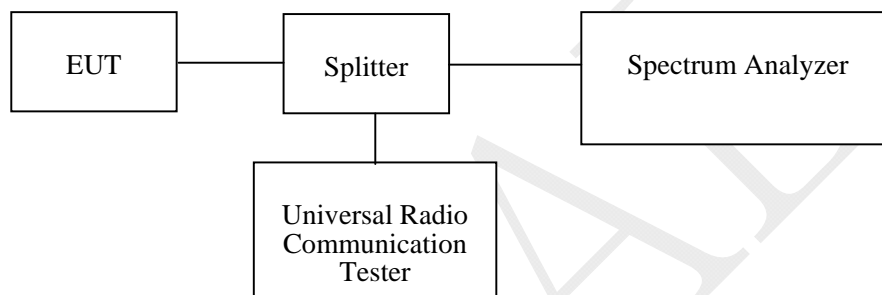 EUT
Splitter
Spectrum Analyzer
Universal Radio
Communication
Tester